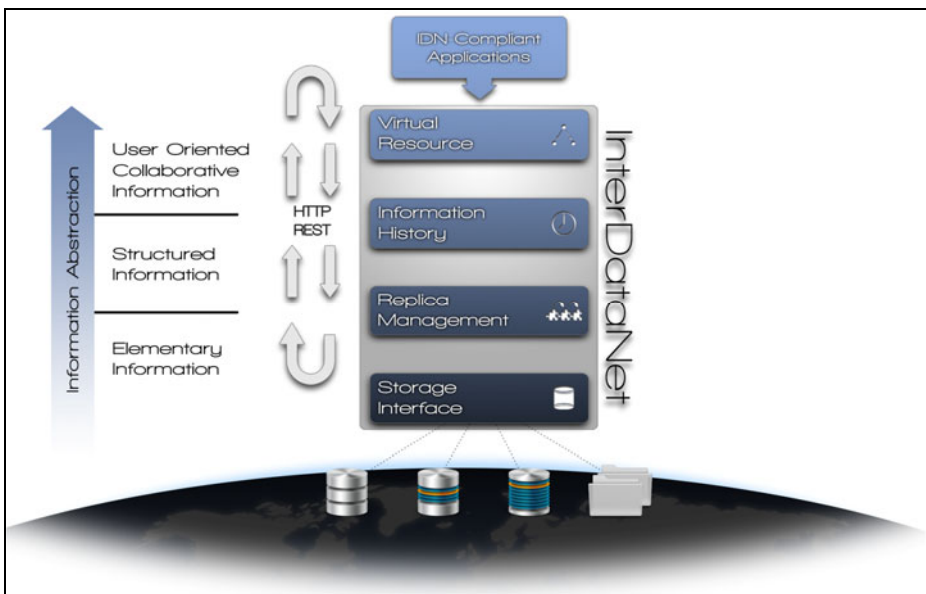 IDN-Compliant
Applications
Virtual
Resource
Information
History
Replica
Management
Storage
Interface
InterDataNet
HTTP
REST
User Oriented
Collaborative
Information
Structured
Information
Elementary
Information
Information Abstraction